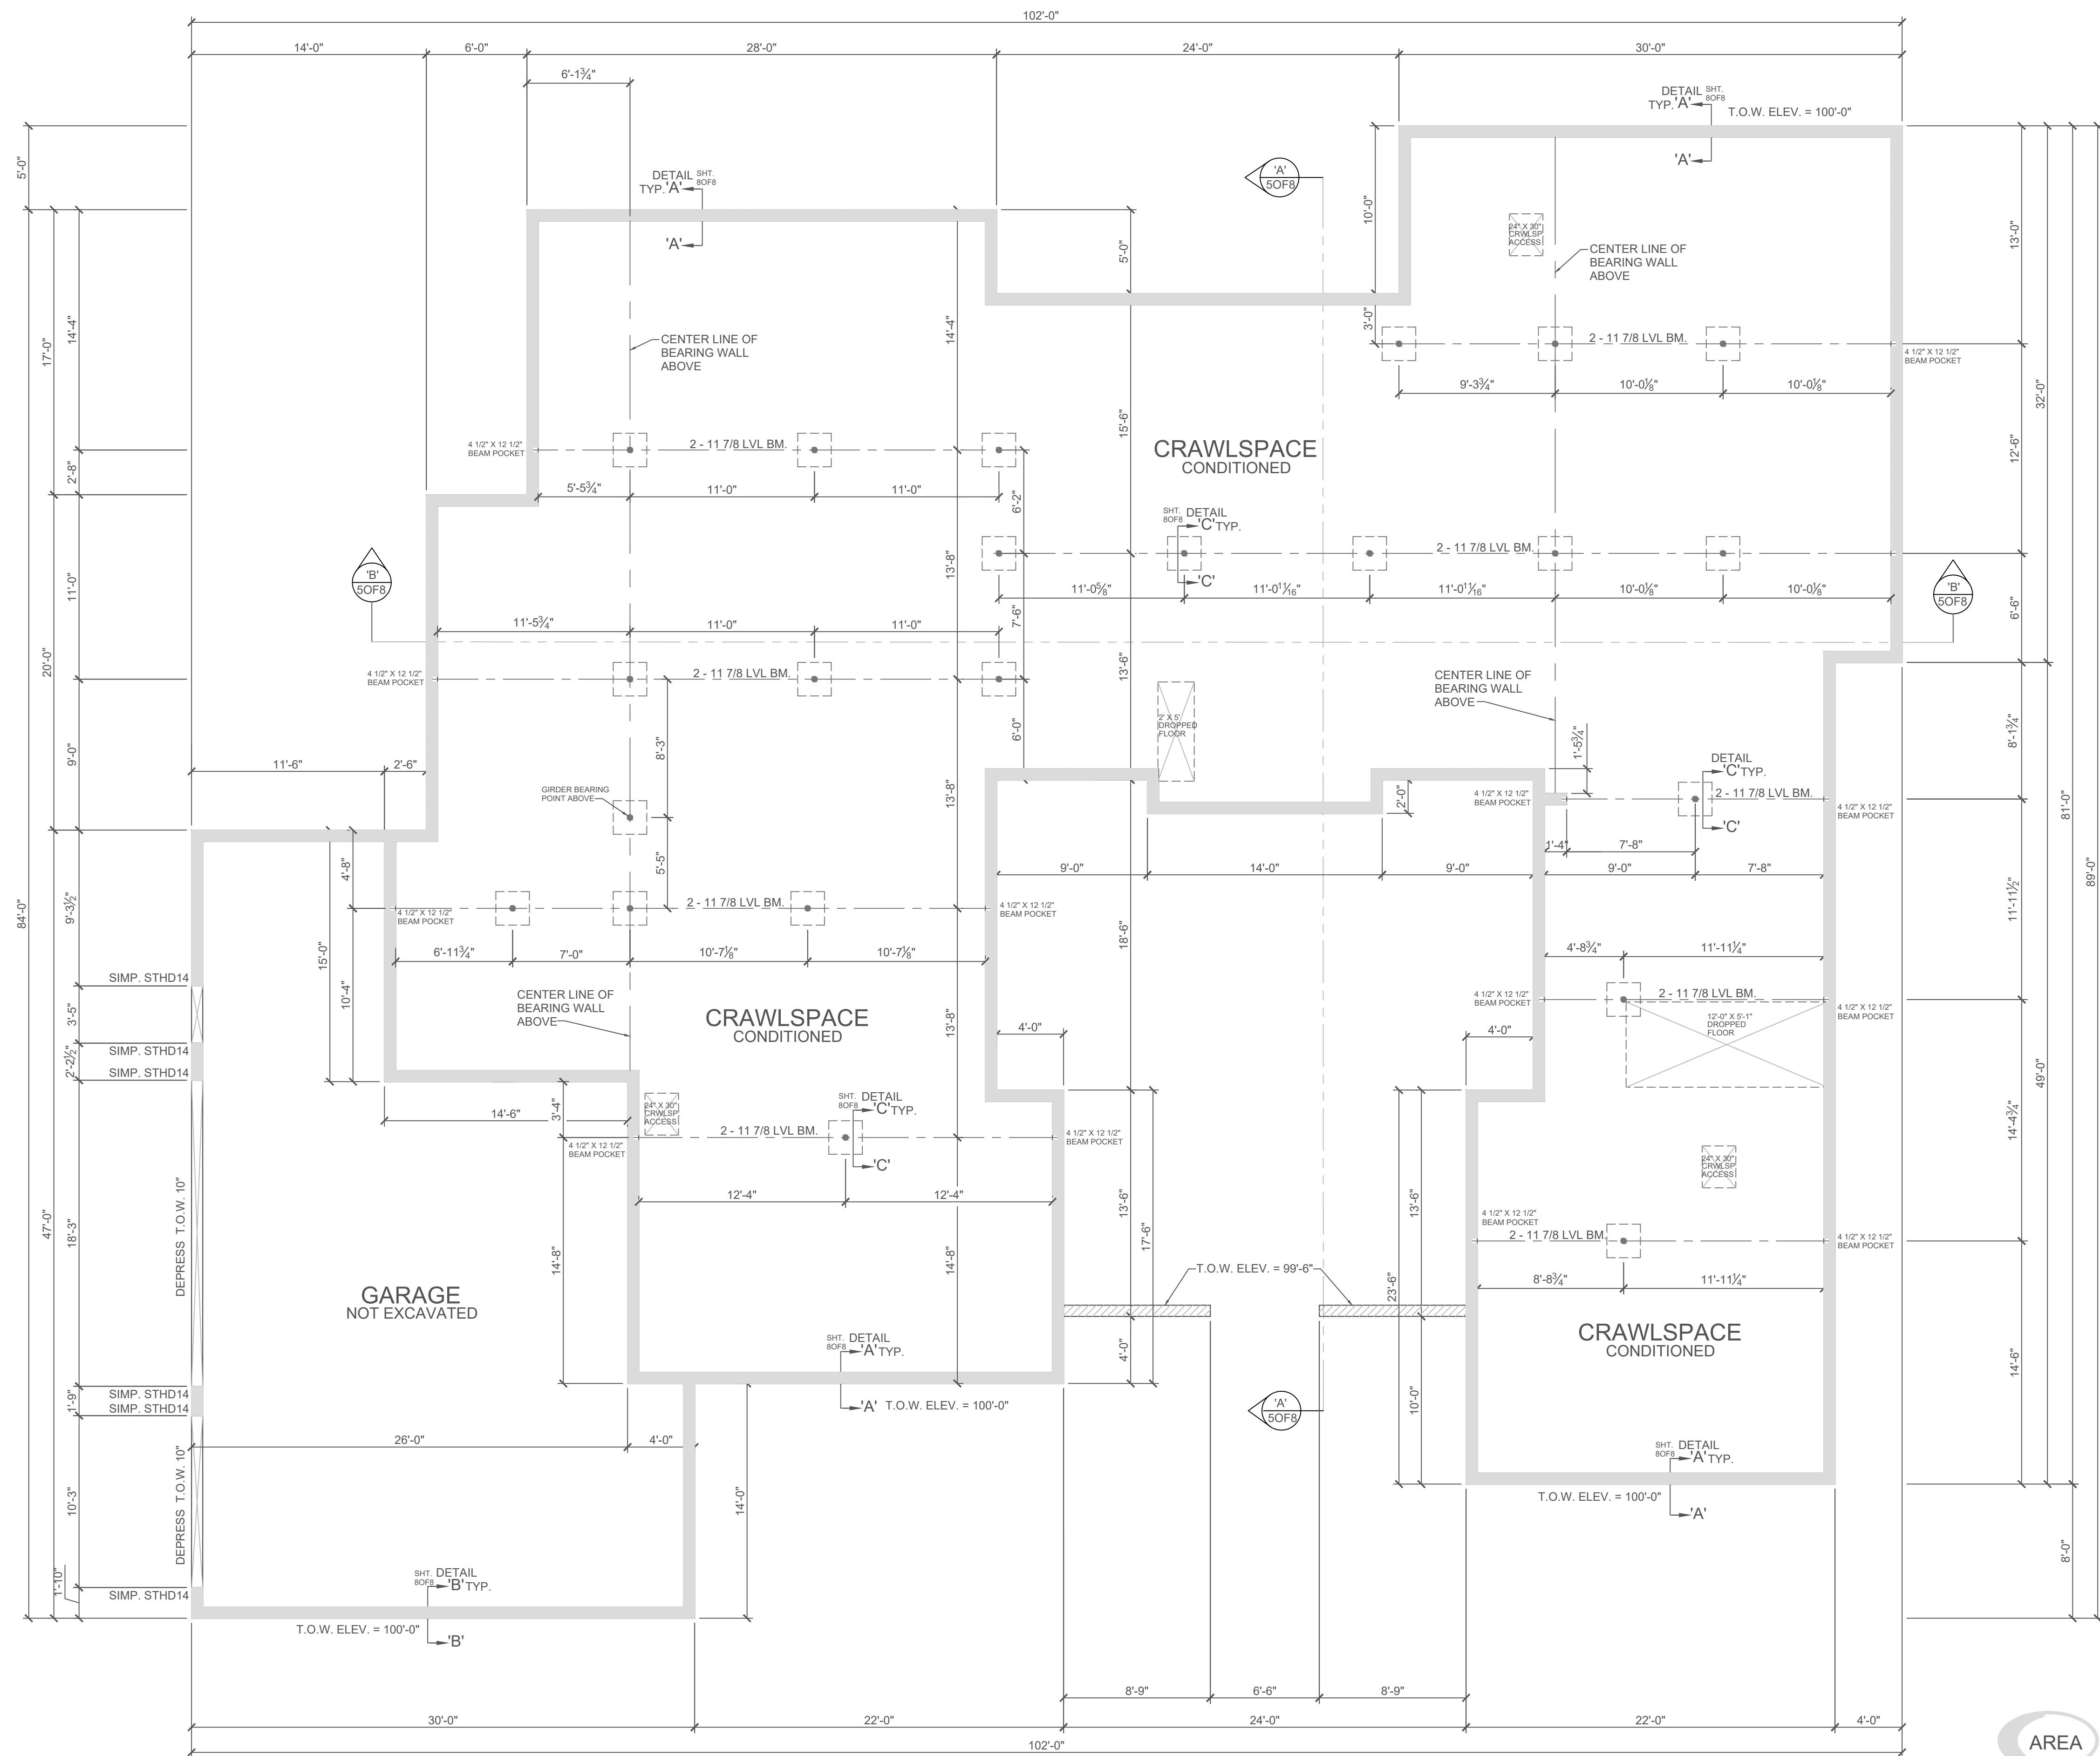 102'-0"
14'-0"
6'-0"
28'-0"
24'-0"
30'-0"
6'-1¾"
DETAIL SHT.
8OF8
TYP. 'A'
T.O.W. ELEV. = 100'-0"
'A'
5'-0"
DETAIL SHT.
8OF8
TYP. 'A'
'A'
'A'
5OF8
10'-0"
24" X 30"
CRWLSP
ACCESS
13'-0"
CENTER LINE OF
BEARING WALL
ABOVE
5'-0"
17'-0"
14'-4"
14'-4"
3'-0"
CENTER LINE OF
BEARING WALL
ABOVE
2 - 11 7/8 LVL BM.
4 1/2" X 12 1/2"
BEAM POCKET
9'-3¾"
10'-0⅛"
10'-0⅛"
32'-0"
15'-6"
12'-6"
4 1/2" X 12 1/2"
BEAM POCKET
2 - 11 7/8 LVL BM.
CRAWLSPACE
CONDITIONED
2'-8"
5'-5¾"
11'-0"
11'-0"
6'-2"
SHT.
8OF8
DETAIL
'C' TYP.
'C'
2 - 11 7/8 LVL BM.
'B'
5OF8
11'-0"
13'-8"
11'-0⅝"
11'-0¹⁄₁₆"
11'-0¹⁄₁₆"
10'-0⅛"
10'-0⅛"
'B'
5OF8
6'-6"
7'-6"
11'-5¾"
11'-0"
11'-0"
20'-0"
13'-6"
4 1/2" X 12 1/2"
BEAM POCKET
2 - 11 7/8 LVL BM.
CENTER LINE OF
BEARING WALL
ABOVE
2' X 5'
DROPPED
FLOOR
6'-0"
8'-3"
9'-0"
8'-1¾"
1'-5¾"
11'-6"
2'-6"
DETAIL
'C' TYP.
'C'
GIRDER BEARING
POINT ABOVE
13'-8"
2'-0"
4 1/2" X 12 1/2"
BEAM POCKET
2 - 11 7/8 LVL BM.
4 1/2" X 12 1/2"
BEAM POCKET
81'-0"
89'-0"
1'-4"
7'-8"
4'-8"
5'-5"
9'-0"
14'-0"
9'-0"
9'-0"
7'-8"
84'-0"
9'-3½"
4 1/2" X 12 1/2"
BEAM POCKET
2 - 11 7/8 LVL BM.
4 1/2" X 12 1/2"
BEAM POCKET
11'-11½"
15'-0"
10'-4"
6'-11¾"
7'-0"
10'-7⅛"
10'-7⅛"
18'-6"
4'-8¾"
11'-11¼"
SIMP. STHD14
CENTER LINE OF
BEARING WALL
ABOVE
4 1/2" X 12 1/2"
BEAM POCKET
2 - 11 7/8 LVL BM.
4 1/2" X 12 1/2"
BEAM POCKET
12'-0" X 5'-1"
DROPPED
FLOOR
3'-5"
CRAWLSPACE
CONDITIONED
13'-8"
4'-0"
4'-0"
SIMP. STHD14
2'-2½"
SIMP. STHD14
49'-0"
14'-6"
3'-4"
24" X 30"
CRWLSP
ACCESS
SHT.
8OF8
DETAIL
'C' TYP.
'C'
2 - 11 7/8 LVL BM.
4 1/2" X 12 1/2"
BEAM POCKET
4 1/2" X 12 1/2"
BEAM POCKET
14'-4¾"
24" X 30"
CRWLSP
ACCESS
12'-4"
12'-4"
DEPRESS T.O.W. 10"
47'-0"
18'-3"
13'-6"
17'-6"
13'-6"
23'-6"
4 1/2" X 12 1/2"
BEAM POCKET
2 - 11 7/8 LVL BM.
4 1/2" X 12 1/2"
BEAM POCKET
14'-8"
14'-8"
T.O.W. ELEV. = 99'-6"
8'-8¾"
11'-11¼"
GARAGE
NOT EXCAVATED
CRAWLSPACE
CONDITIONED
4'-0"
SHT.
8OF8
DETAIL
'A' TYP.
'A'
T.O.W. ELEV. = 100'-0"
14'-6"
SIMP. STHD14
1'-9"
SIMP. STHD14
'A'
5OF8
10'-0"
26'-0"
4'-0"
SHT.
8OF8
DETAIL
'A' TYP.
'A'
T.O.W. ELEV. = 100'-0"
DEPRESS T.O.W. 10"
10'-3"
14'-0"
8'-0"
SHT.
8OF8
DETAIL
'B' TYP.
'B'
1'-10"
SIMP. STHD14
T.O.W. ELEV. = 100'-0"
8'-9"
6'-6"
8'-9"
30'-0"
22'-0"
24'-0"
22'-0"
4'-0"
102'-0"
AREA